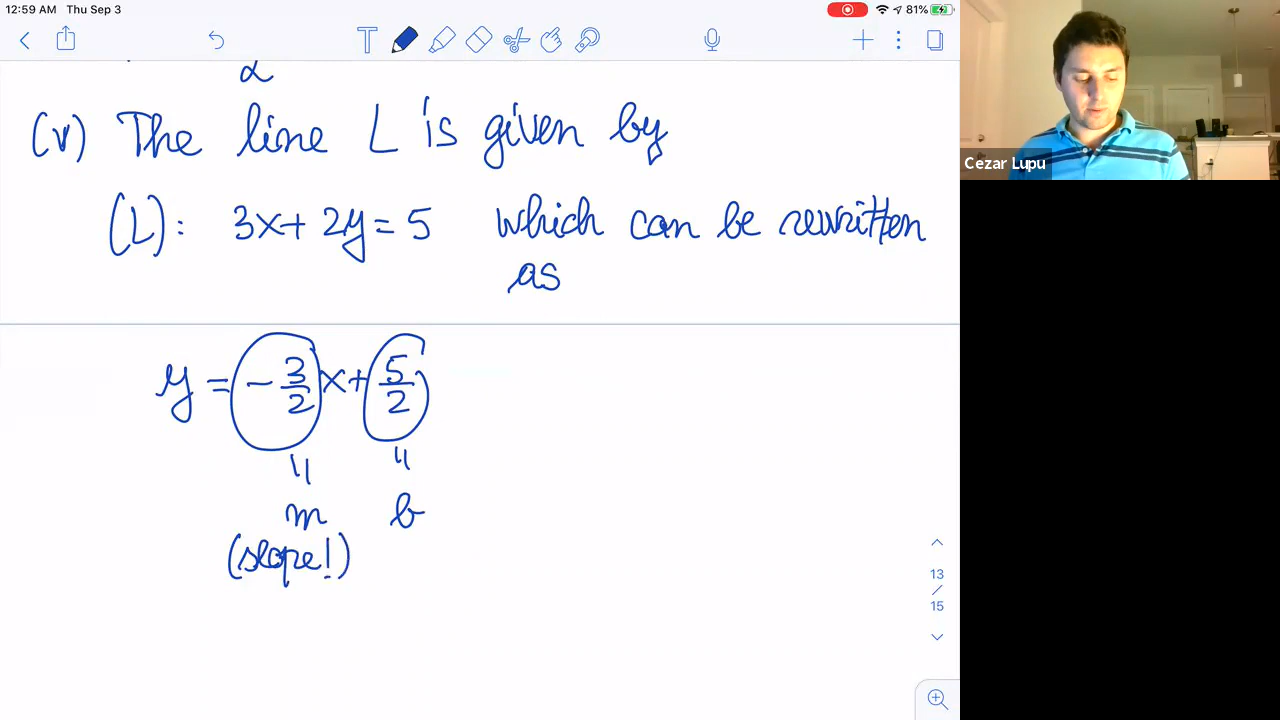 12:59 AM Thu Sep 3
81%
T
α
(v) The line L is given by
Cezar Lupu
(L): 3x+2y=5 which can be rewritten
as
y = -3/2 x + 5/2
= =
m b
(slope!)
13
/
15